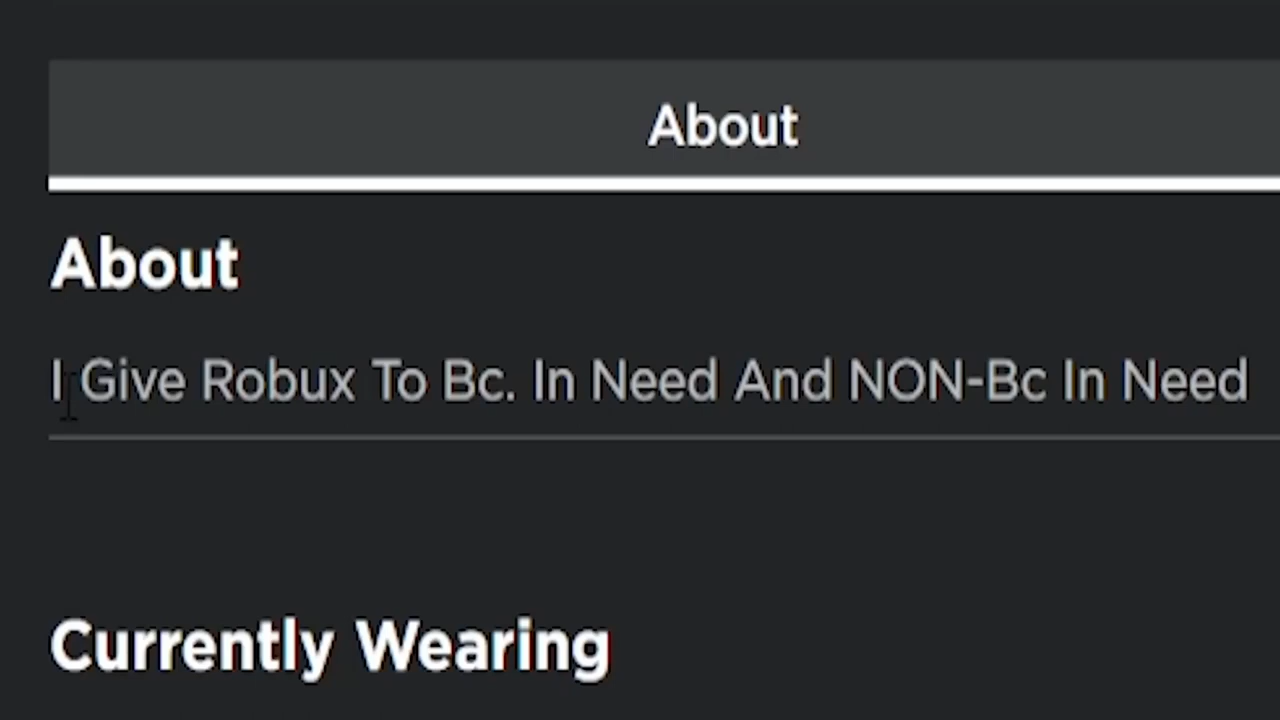 About
About
I Give Robux To Bc. In Need And NON-Bc In Need
Currently Wearing